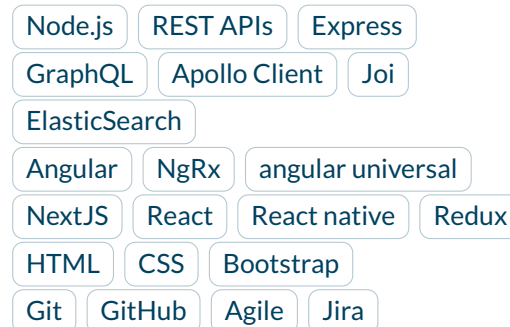 Node.js REST APIs Express
GraphQL Apollo Client Joi
ElasticSearch
Angular NgRx angular universal
NextJS React React native Redux
HTML CSS Bootstrap
Git GitHub Agile Jira